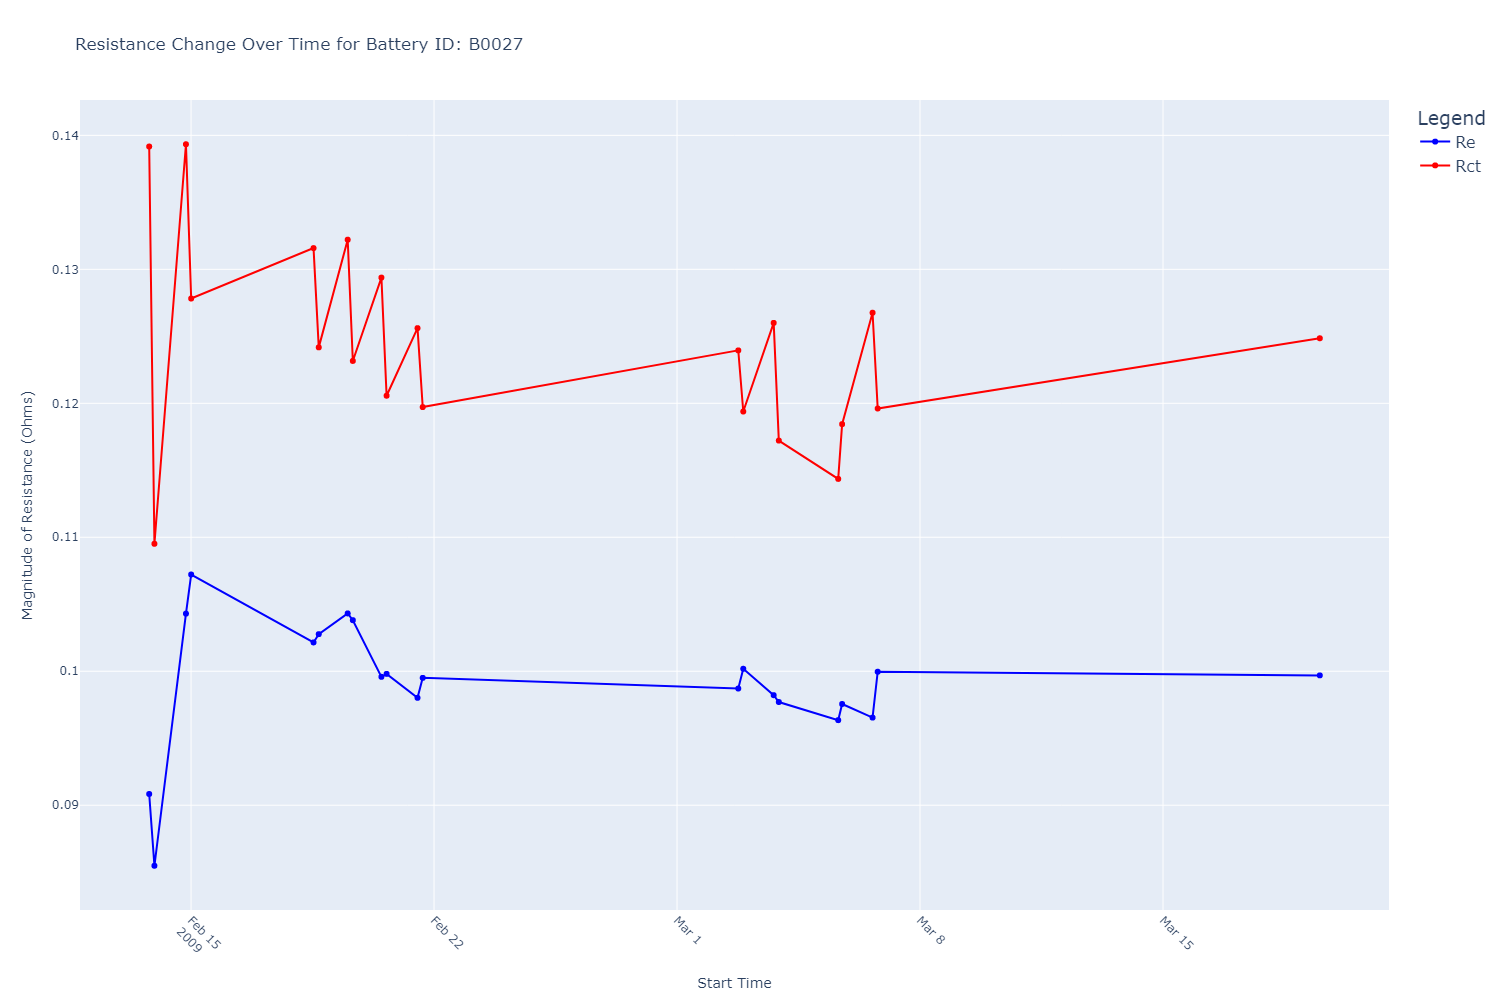 Resistance Change Over Time for Battery ID: B0027
Legend
Re
Rct
Magnitude of Resistance (Ohms)
0.14
0.13
0.12
0.11
0.1
0.09
Feb 15
2009
Feb 22
Mar 1
Mar 8
Mar 15
Start Time